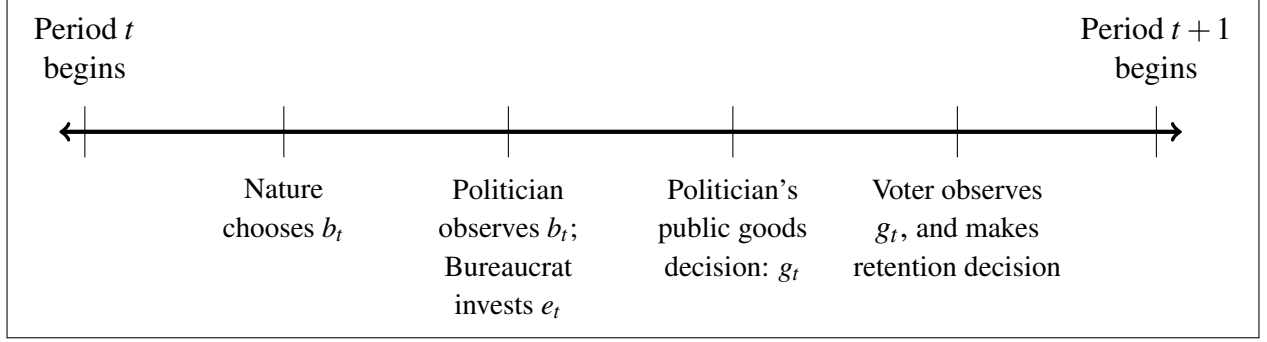 Period t
begins
Period t + 1
begins
Nature
chooses b_t
Politician
observes b_t;
Bureaucrat
invests e_t
Politician's
public goods
decision: g_t
Voter observes
g_t, and makes
retention decision